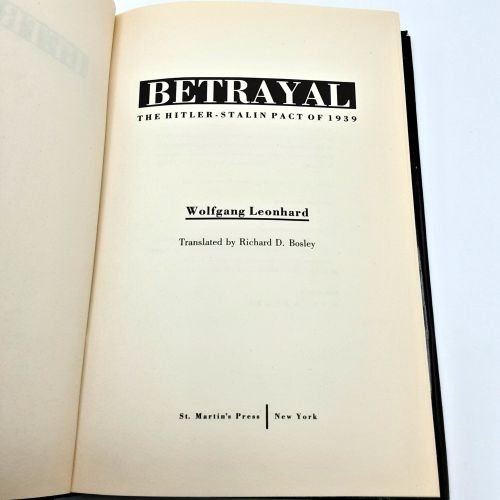 BETRAYAL
THE HITLER-STALIN PACT OF 1939
Wolfgang Leonhard
Translated by Richard D. Bosley
St. Martin's Press | New York